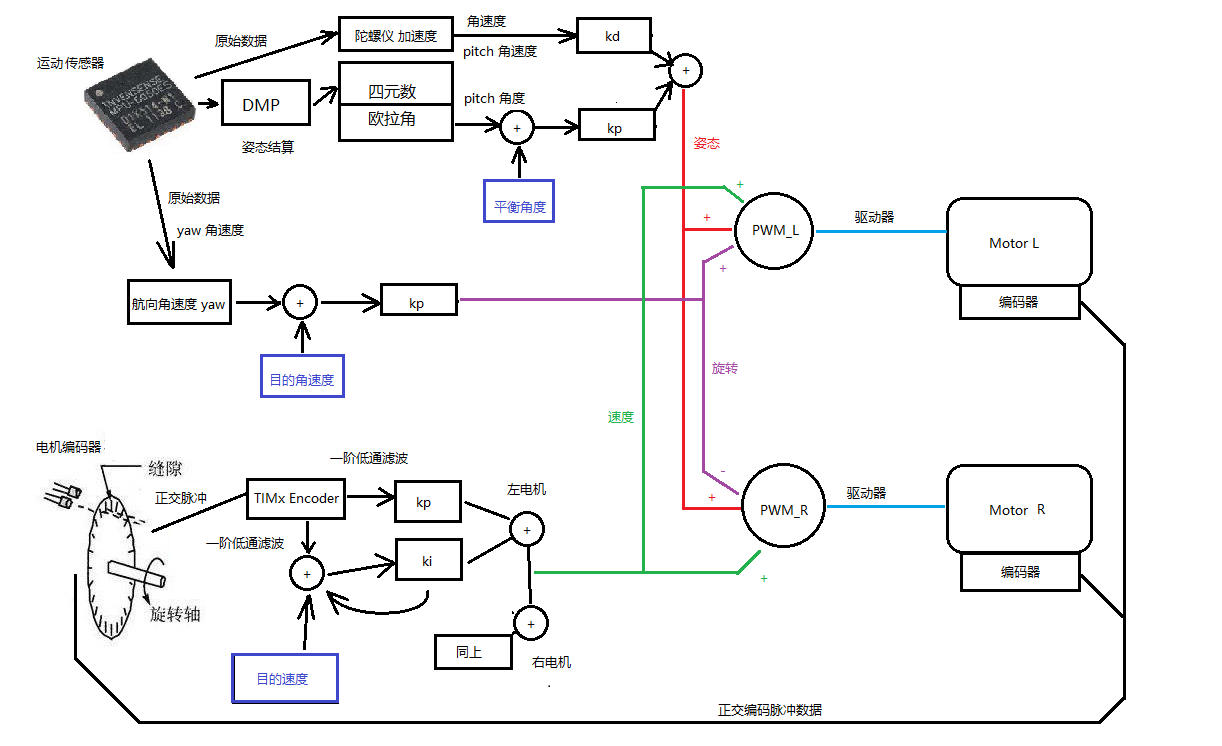 角速度
kd
陀螺仪 加速度
原始数据
pitch 角速度
运动传感器
+
INVENSENSE
MPU-6050
EL 1138 C
DMP
四元数
欧拉角
pitch 角度
+
kp
姿态结算
姿态
原始数据
平衡角度
yaw 角速度
+
+
+
PWM_L
驱动器
Motor L
编码器
航向角速度 yaw
+
kp
目的角速度
旋转
速度
电机编码器
缝隙
正交脉冲
一阶低通滤波
TIMx Encoder
kp
左电机
+
一阶低通滤波
+
ki
目的速度
旋转轴
-
+
+
PWM_R
驱动器
Motor R
编码器
+
同上
右电机
正交编码脉冲数据